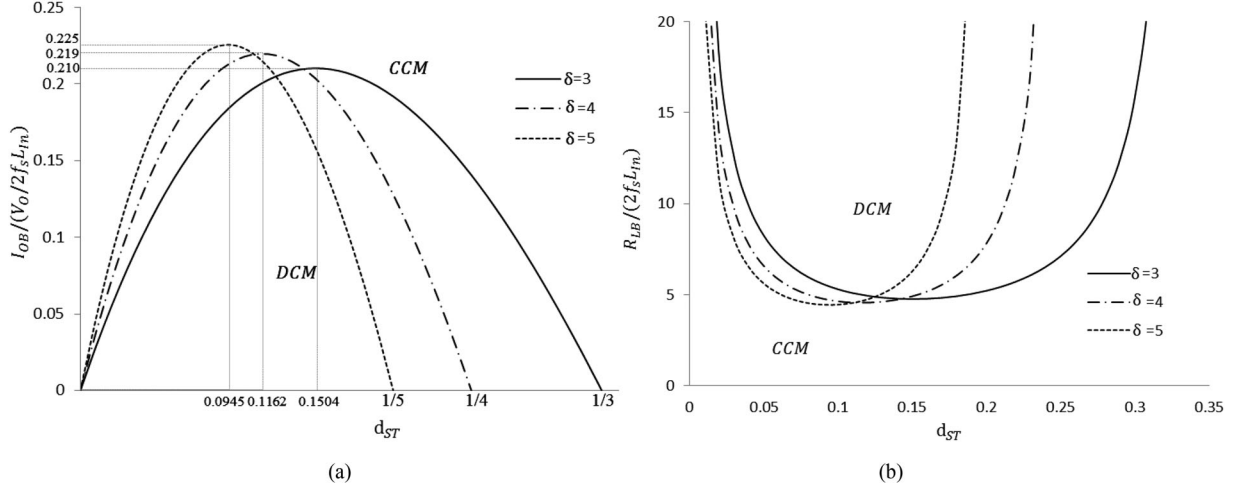 0.25
0.225
0.219
0.210
0.2
0.15
0.1
0.05
0
I_OB/(V_O/2f_sL_In)
CCM
DCM
δ=3
δ=4
δ=5
0.0945 0.1162 0.1504 1/5 1/4 1/3
d_ST
(a)
20
15
10
5
0
R_LB/(2f_sL_In)
DCM
CCM
δ=3
δ=4
δ=5
0 0.05 0.1 0.15 0.2 0.25 0.3 0.35
d_ST
(b)